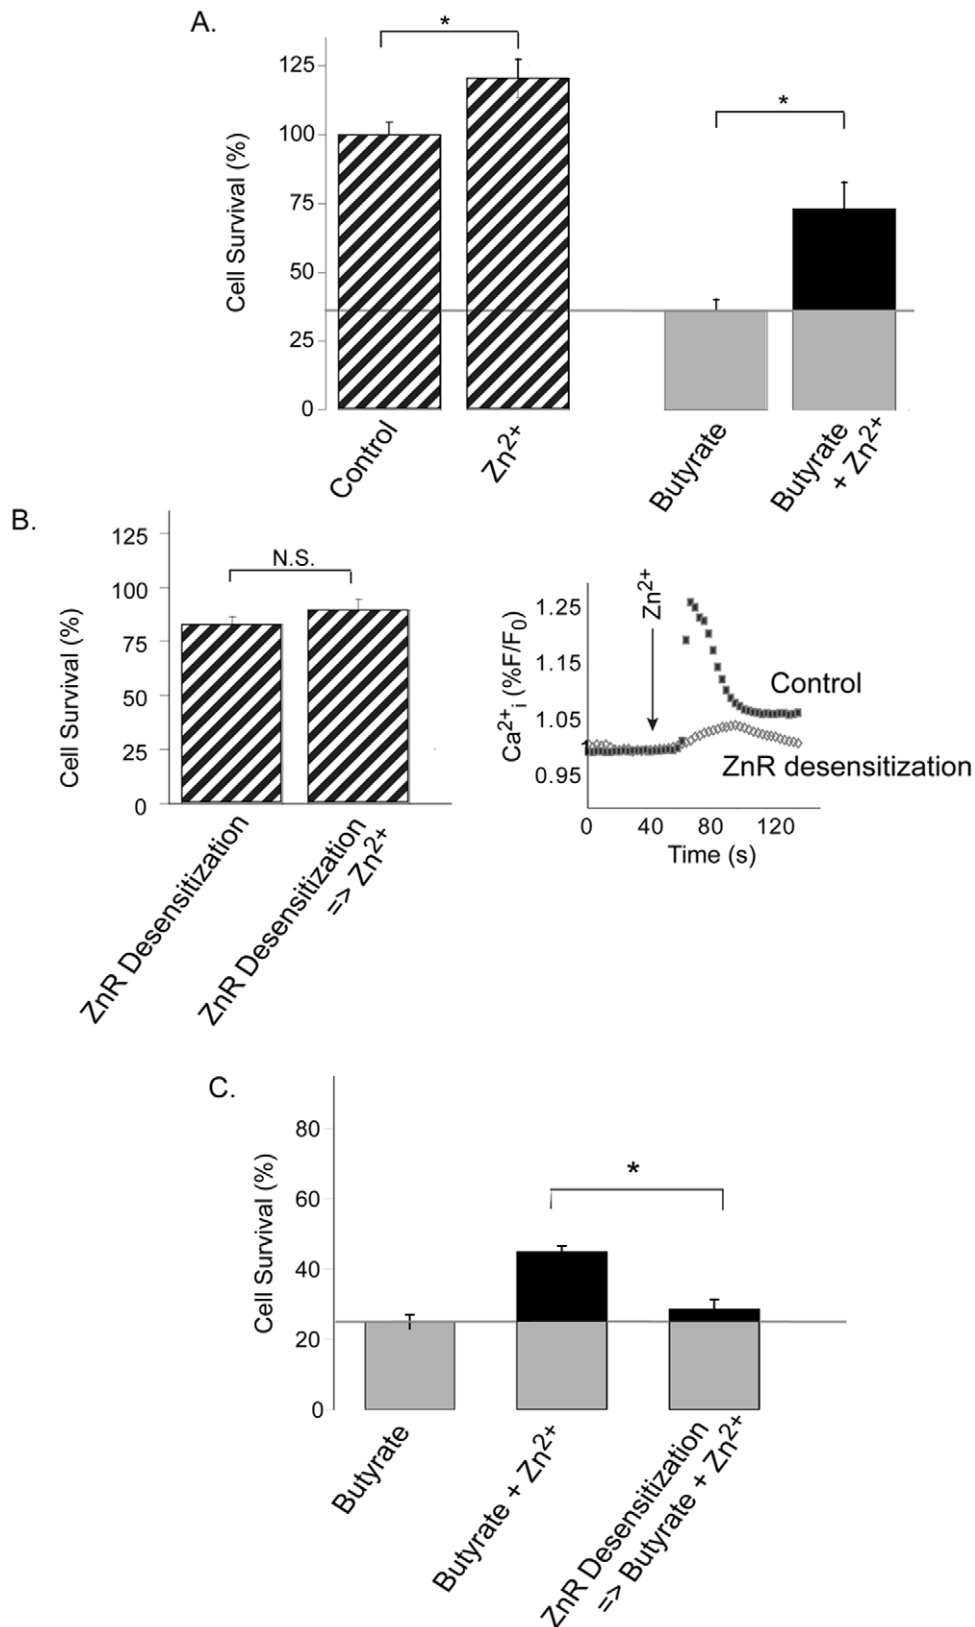 A.
*
*
125
100
75
50
25
0
Cell Survival (%)
Control
Zn2+
Butyrate
Butyrate
+ Zn2+
B.
N.S.
125
100
75
50
25
0
Cell Survival (%)
ZnR Desensitization
ZnR Desensitization
=> Zn2+
Zn2+
1.25
1.15
1.05
1
0.95
Ca2+i (%F/F0)
Control
ZnR desensitization
0 40 80 120
Time (s)
C.
*
80
60
40
20
0
Cell Survival (%)
Butyrate
Butyrate + Zn2+
ZnR Desensitization
=> Butyrate + Zn2+